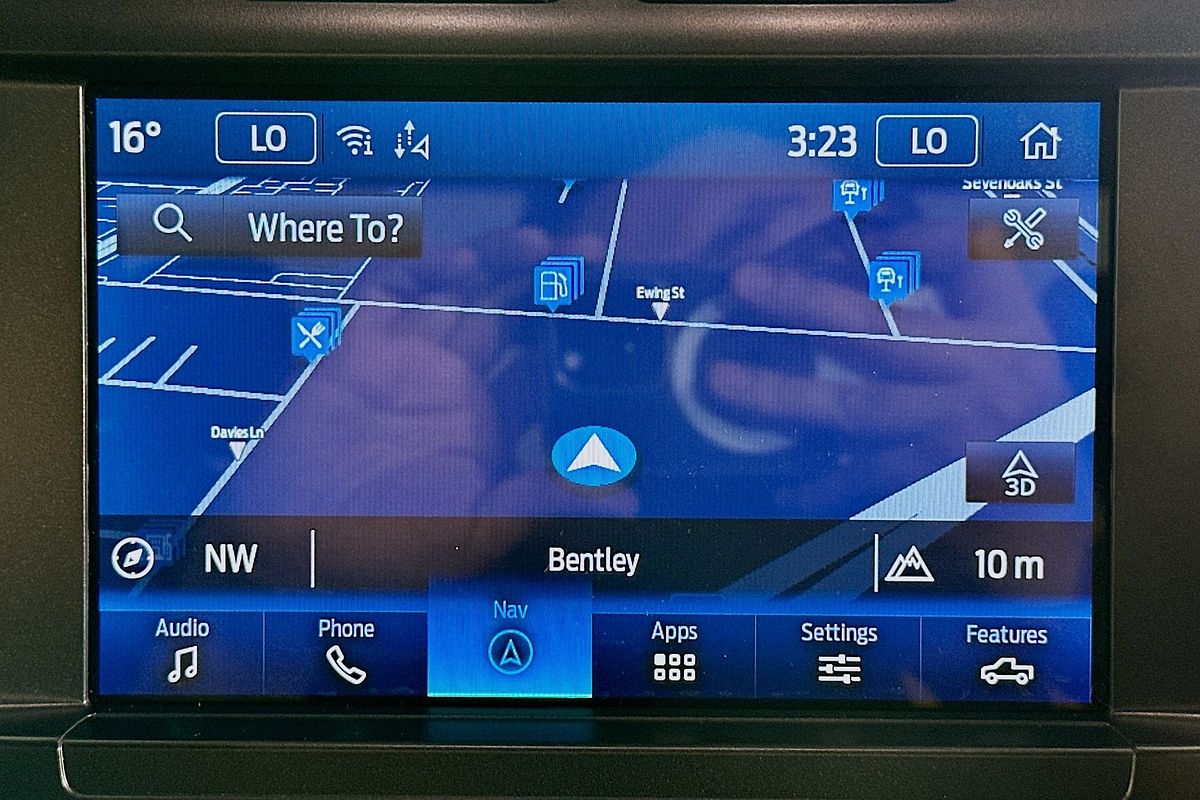 16°
LO
3:23
LO
Sevenoaks St
Where To?
Ewing St
Davies Ln
3D
NW
Bentley
10 m
Audio
Phone
Nav
Apps
Settings
Features